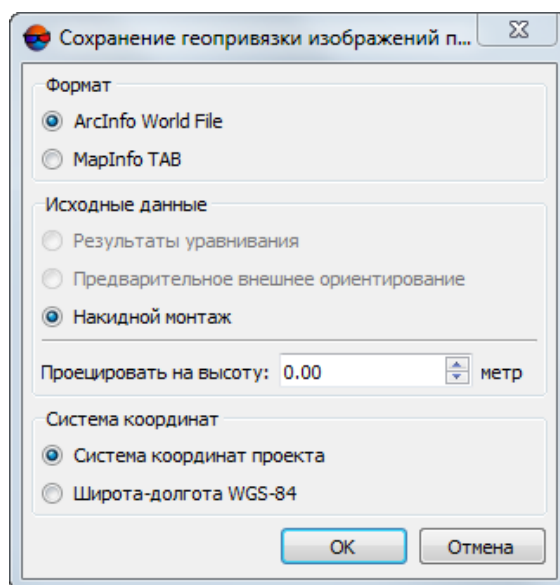 Сохранение геопривязки изображений п...
Формат
ArcInfo World File
MapInfo TAB
Исходные данные
Результаты уравнивания
Предварительное внешнее ориентирование
Накидной монтаж
Проецировать на высоту: 0.00 метр
Система координат
Система координат проекта
Широта-долгота WGS-84
OK Отмена